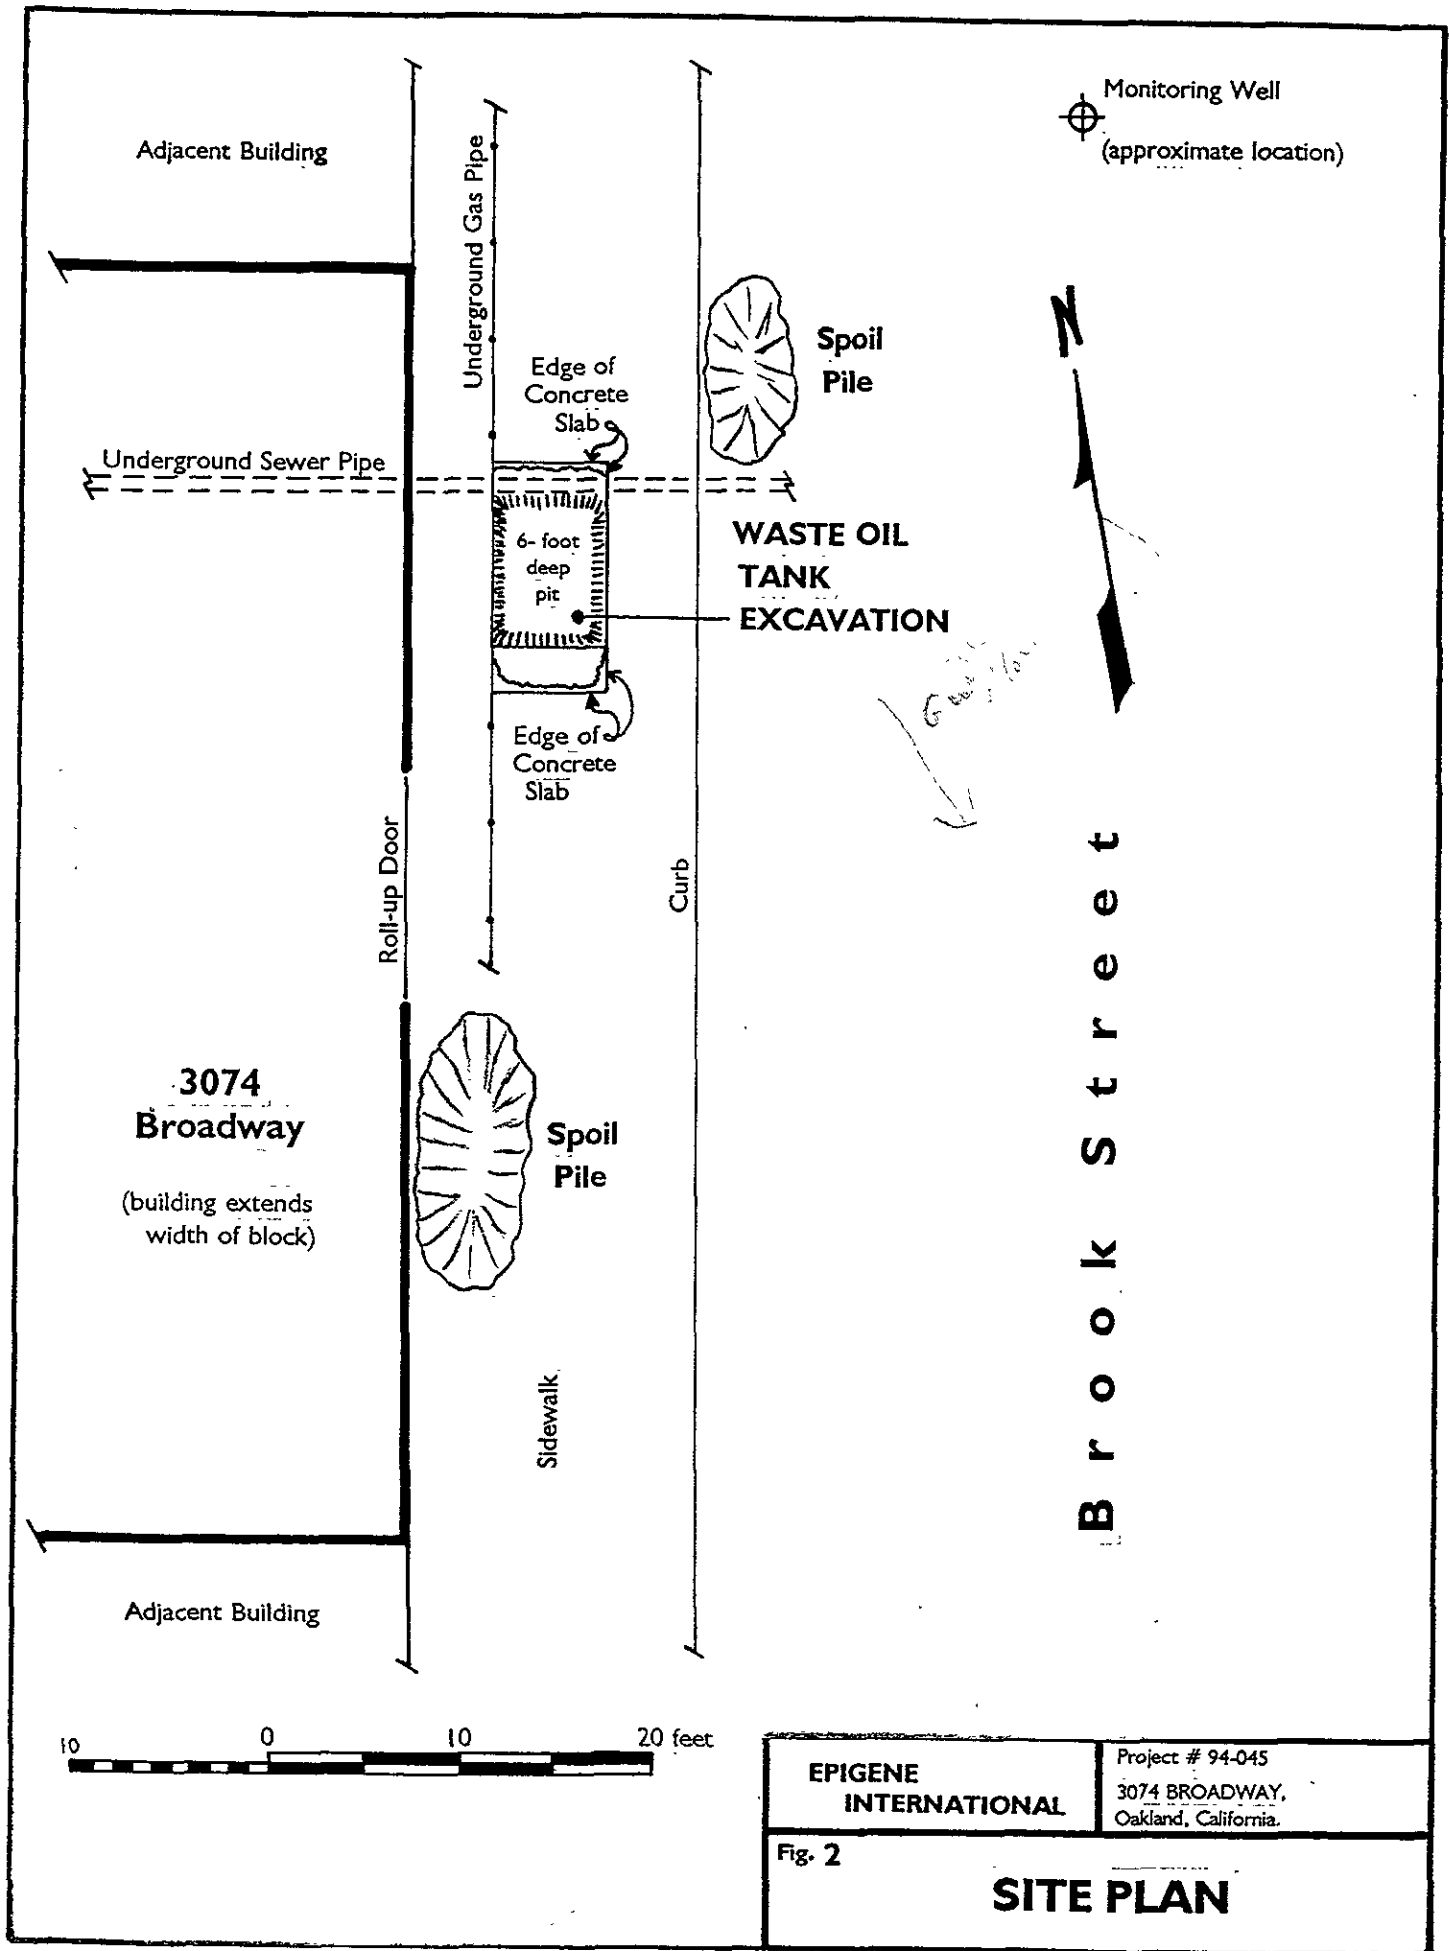 Monitoring Well
(approximate location)
Adjacent Building
Underground Gas Pipe
Spoil
Pile
N
Edge of
Concrete
Slab
Underground Sewer Pipe
6- foot
deep
pit
WASTE OIL
TANK
EXCAVATION
Edge of
Concrete
Slab
Roll-up Door
Curb
Brook Street
3074
Broadway
(building extends
width of block)
Spoil
Pile
Sidewalk
Adjacent Building
10 0 10 20 feet
EPIGENE
INTERNATIONAL
Project # 94-045
3074 BROADWAY,
Oakland, California.
Fig. 2
SITE PLAN